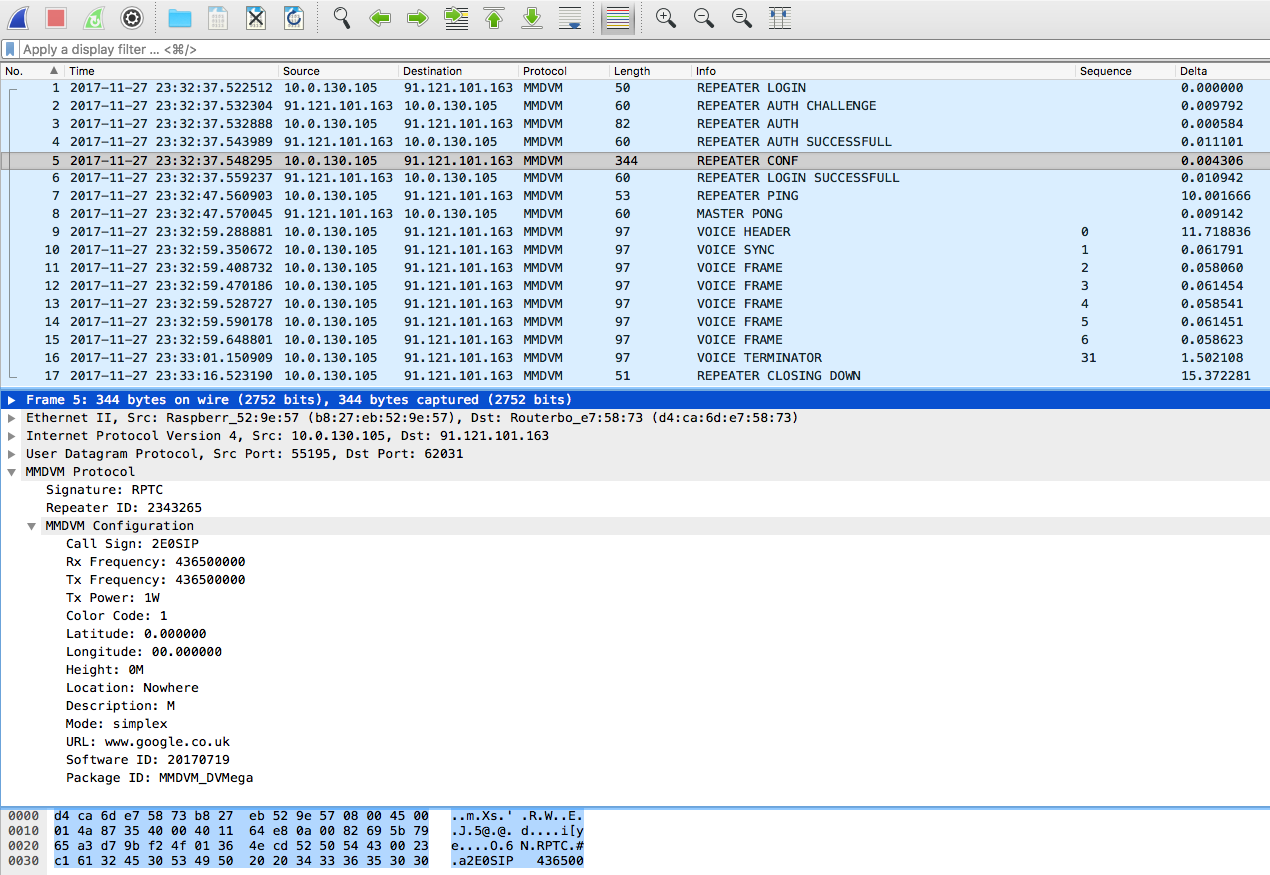 Apply a display filter ... <⌘/>
No. Time Source Destination Protocol Length Info Sequence Delta
1 2017-11-27 23:32:37.522512 10.0.130.105 91.121.101.163 MMDVM 50 REPEATER LOGIN 0.000000
2 2017-11-27 23:32:37.532304 91.121.101.163 10.0.130.105 MMDVM 60 REPEATER AUTH CHALLENGE 0.009792
3 2017-11-27 23:32:37.532888 10.0.130.105 91.121.101.163 MMDVM 82 REPEATER AUTH 0.000584
4 2017-11-27 23:32:37.543989 91.121.101.163 10.0.130.105 MMDVM 60 REPEATER AUTH SUCCESSFULL 0.011101
5 2017-11-27 23:32:37.548295 10.0.130.105 91.121.101.163 MMDVM 344 REPEATER CONF 0.004306
6 2017-11-27 23:32:37.559237 91.121.101.163 10.0.130.105 MMDVM 60 REPEATER LOGIN SUCCESSFULL 0.010942
7 2017-11-27 23:32:47.560903 10.0.130.105 91.121.101.163 MMDVM 53 REPEATER PING 10.001666
8 2017-11-27 23:32:47.570045 91.121.101.163 10.0.130.105 MMDVM 60 MASTER PONG 0.009142
9 2017-11-27 23:32:59.288881 10.0.130.105 91.121.101.163 MMDVM 97 VOICE HEADER 0 11.718836
10 2017-11-27 23:32:59.350672 10.0.130.105 91.121.101.163 MMDVM 97 VOICE SYNC 1 0.061791
11 2017-11-27 23:32:59.408732 10.0.130.105 91.121.101.163 MMDVM 97 VOICE FRAME 2 0.058060
12 2017-11-27 23:32:59.470186 10.0.130.105 91.121.101.163 MMDVM 97 VOICE FRAME 3 0.061454
13 2017-11-27 23:32:59.528727 10.0.130.105 91.121.101.163 MMDVM 97 VOICE FRAME 4 0.058541
14 2017-11-27 23:32:59.590178 10.0.130.105 91.121.101.163 MMDVM 97 VOICE FRAME 5 0.061451
15 2017-11-27 23:32:59.648801 10.0.130.105 91.121.101.163 MMDVM 97 VOICE FRAME 6 0.058623
16 2017-11-27 23:33:01.150909 10.0.130.105 91.121.101.163 MMDVM 97 VOICE TERMINATOR 31 1.502108
17 2017-11-27 23:33:16.523190 10.0.130.105 91.121.101.163 MMDVM 51 REPEATER CLOSING DOWN 15.372281
Frame 5: 344 bytes on wire (2752 bits), 344 bytes captured (2752 bits)
Ethernet II, Src: Raspberr_52:9e:57 (b8:27:eb:52:9e:57), Dst: Routerbo_e7:58:73 (d4:ca:6d:e7:58:73)
Internet Protocol Version 4, Src: 10.0.130.105, Dst: 91.121.101.163
User Datagram Protocol, Src Port: 55195, Dst Port: 62031
MMDVM Protocol
Signature: RPTC
Repeater ID: 2343265
MMDVM Configuration
Call Sign: 2E0SIP
Rx Frequency: 436500000
Tx Frequency: 436500000
Tx Power: 1W
Color Code: 1
Latitude: 0.000000
Longitude: 00.000000
Height: 0M
Location: Nowhere
Description: M
Mode: simplex
URL: www.google.co.uk
Software ID: 20170719
Package ID: MMDVM_DVMega
0000 d4 ca 6d e7 58 73 b8 27 eb 52 9e 57 08 00 45 00 ..m.Xs.' .R.W..E.
0010 01 4a 87 35 40 00 40 11 64 e8 0a 00 82 69 5b 79 .J.5@.@. d....i[y
0020 65 a3 d7 9b f2 4f 01 36 4e cd 52 50 54 43 00 23 e....O.6 N.RPTC.#
0030 c1 61 32 45 30 53 49 50 20 20 34 33 36 35 30 30 .a2E0SIP 436500